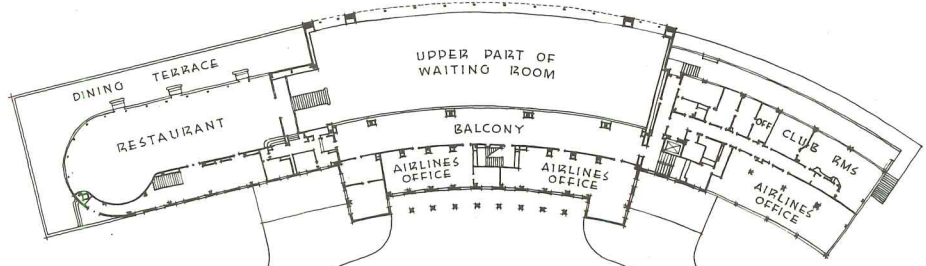 DINING TERRACE
RESTAURANT
UPPER PART OF
WAITING ROOM
BALCONY
AIRLINES
OFFICE
AIRLINES
OFFICE
OFF
CLUB RMS
AIRLINES
OFFICE